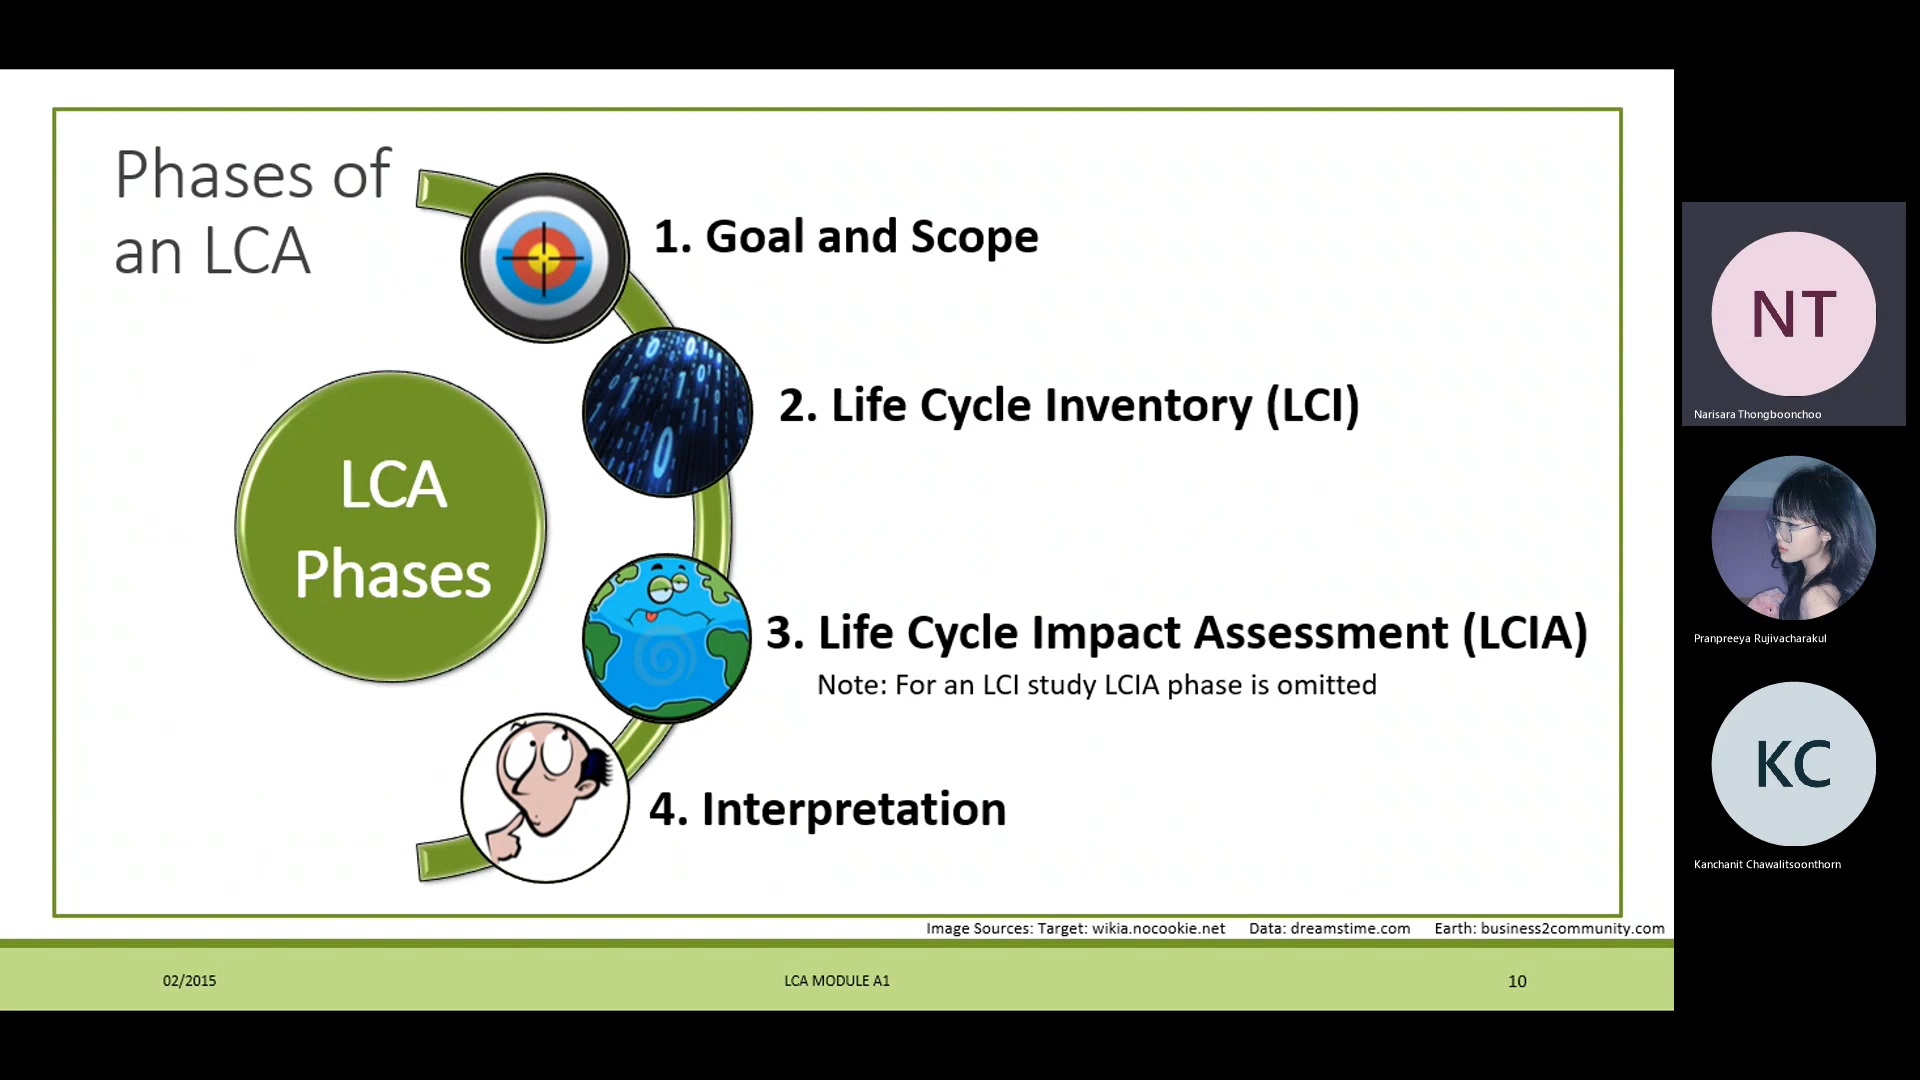 Phases of
an LCA
LCA
Phases
1. Goal and Scope
2. Life Cycle Inventory (LCI)
3. Life Cycle Impact Assessment (LCIA)
Note: For an LCI study LCIA phase is omitted
4. Interpretation
Image Sources: Target: wikia.nocookie.net Data: dreamstime.com Earth: business2community.com
02/2015
LCA MODULE A1
10
NT
Narisara Thongboonchoo
Pranpreeya Rujivacharakul
KC
Kanchanit Chawalitsoonthorn